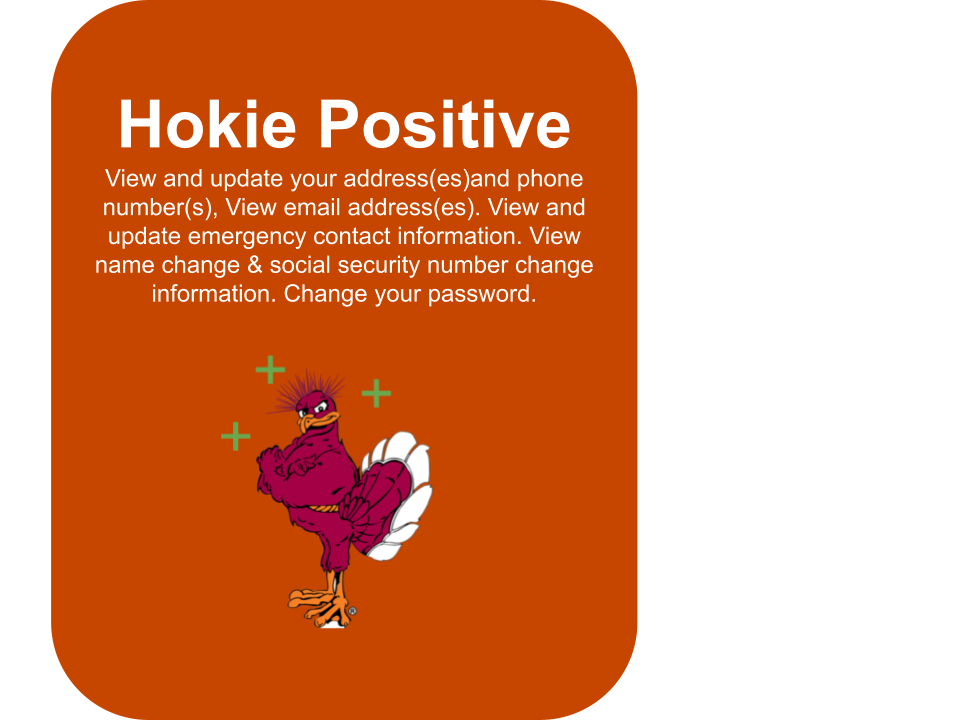 Hokie Positive
View and update your address(es)and phone
number(s), View email address(es). View and
update emergency contact information. View
name change & social security number change
information. Change your password.
®